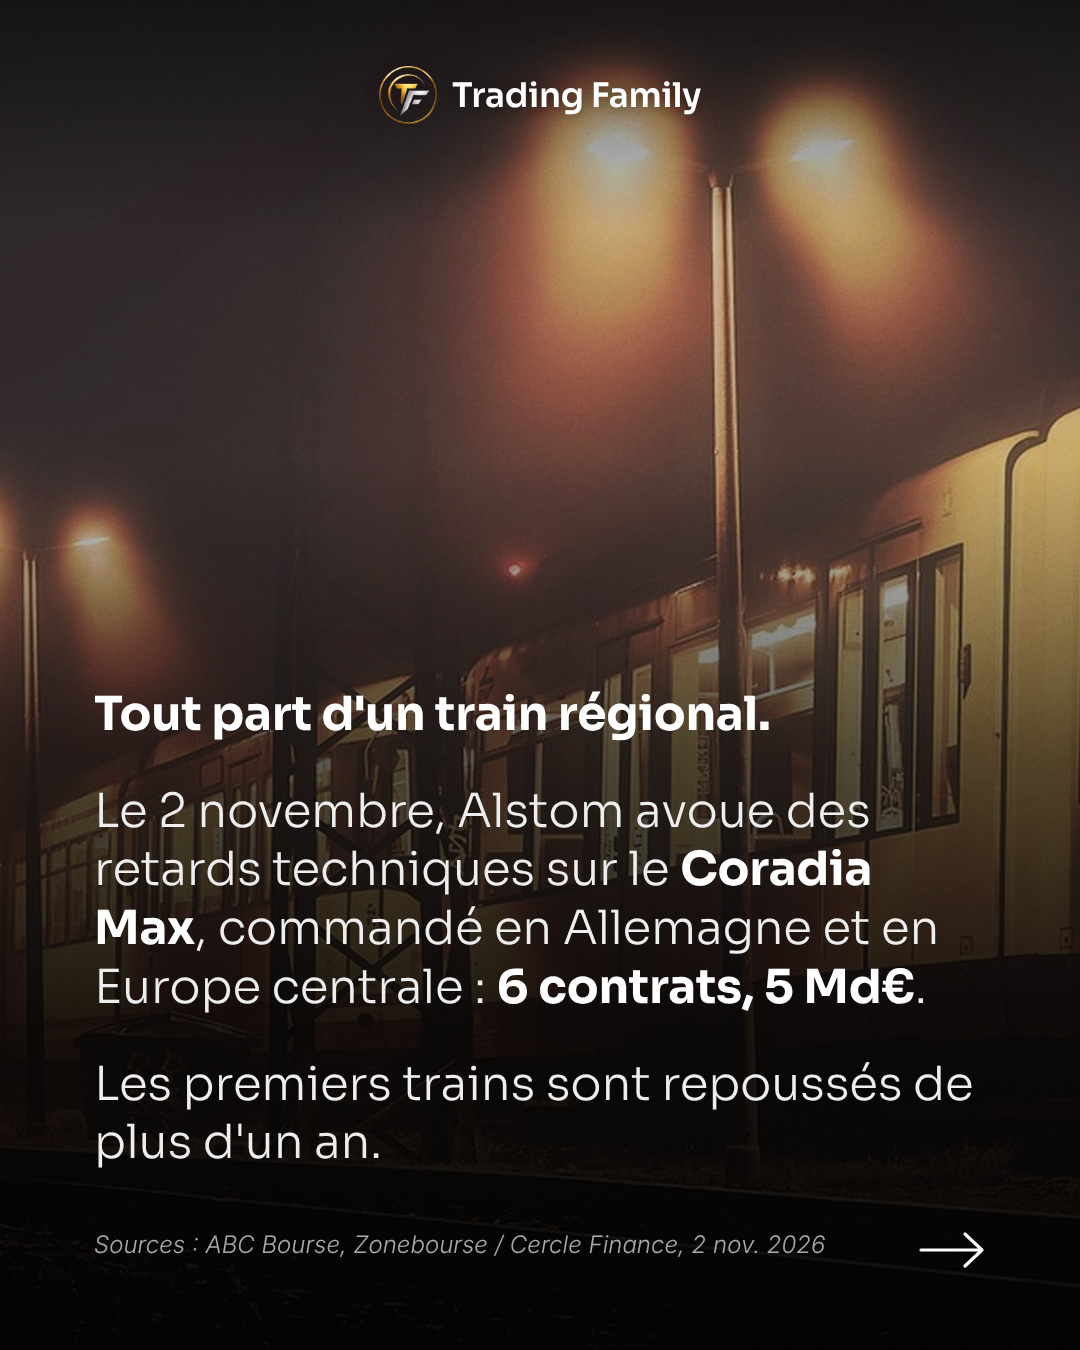 TF Trading Family
Tout part d'un train régional.
Le 2 novembre, Alstom avoue des
retards techniques sur le Coradia
Max, commandé en Allemagne et en
Europe centrale : 6 contrats, 5 Md€.
Les premiers trains sont repoussés de
plus d'un an.
Sources : ABC Bourse, Zonebourse / Cercle Finance, 2 nov. 2026